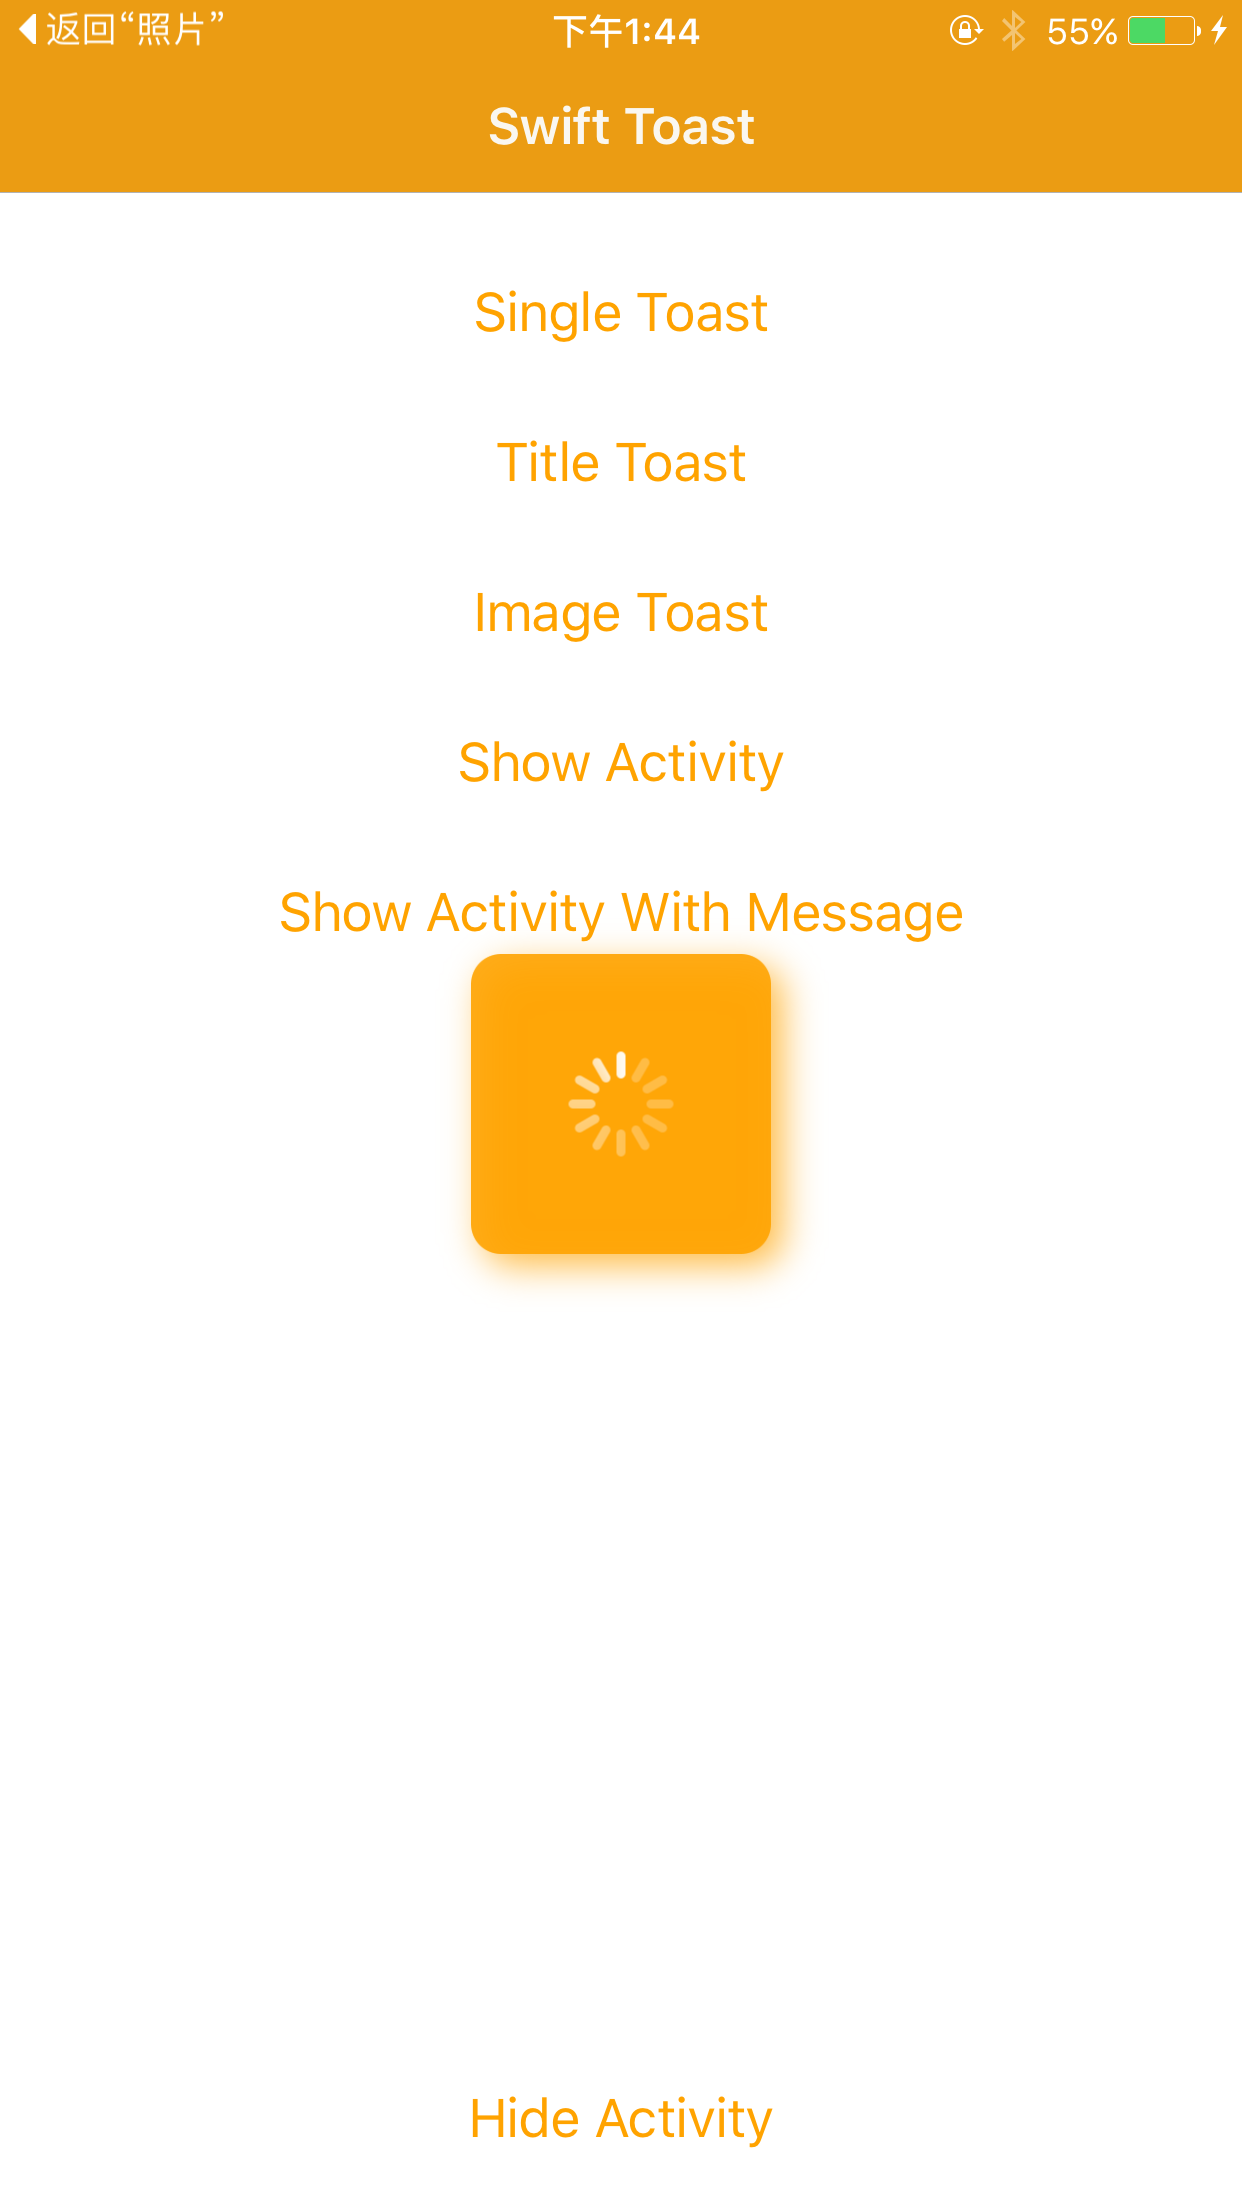 返回“照片”
下午1:44
55%
Swift Toast
Single Toast
Title Toast
Image Toast
Show Activity
Show Activity With Message
Hide Activity